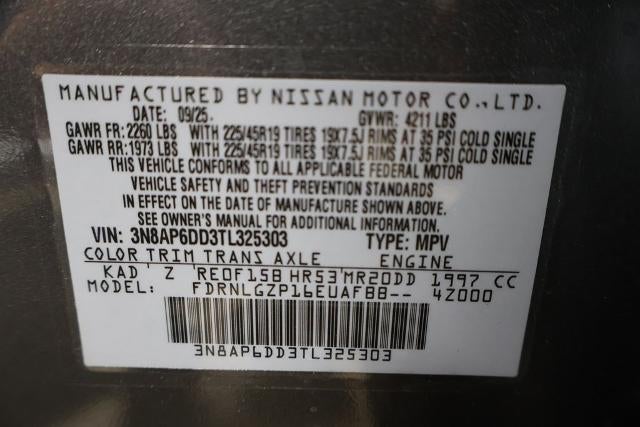 MANUFACTURED BY NISSAN MOTOR CO., LTD.
DATE: 09/25. GVWR: 4211 LBS
GAWR FR: 2260 LBS WITH 225/45R19 TIRES 19X7.5J RIMS AT 35 PSI COLD SINGLE
GAWR RR: 1973 LBS WITH 225/45R19 TIRES 19X7.5J RIMS AT 35 PSI COLD SINGLE
THIS VEHICLE CONFORMS TO ALL APPLICABLE FEDERAL MOTOR
VEHICLE SAFETY AND THEFT PREVENTION STANDARDS
IN EFFECT ON THE DATE OF MANUFACTURE SHOWN ABOVE.
SEE OWNER'S MANUAL FOR ADDITIONAL INFORMATION.
VIN: 3N8AP6DD3TL325303 TYPE: MPV
COLOR TRIM TRANS AXLE ENGINE
KAD Z RE0F15B HR53 MR20DD 1997 CC
FDRNLGZP16EUAFBB-- 4Z000
3N8AP6DD3TL325303